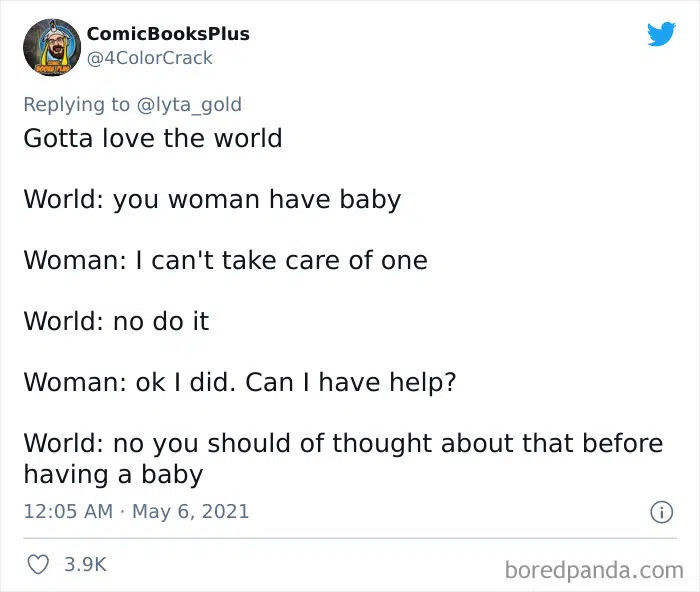 ComicBooksPlus
@4ColorCrack
Replying to @lyta_gold
Gotta love the world
World: you woman have baby
Woman: I can't take care of one
World: no do it
Woman: ok I did. Can I have help?
World: no you should of thought about that before
having a baby
12:05 AM · May 6, 2021
3.9K
boredpanda.com